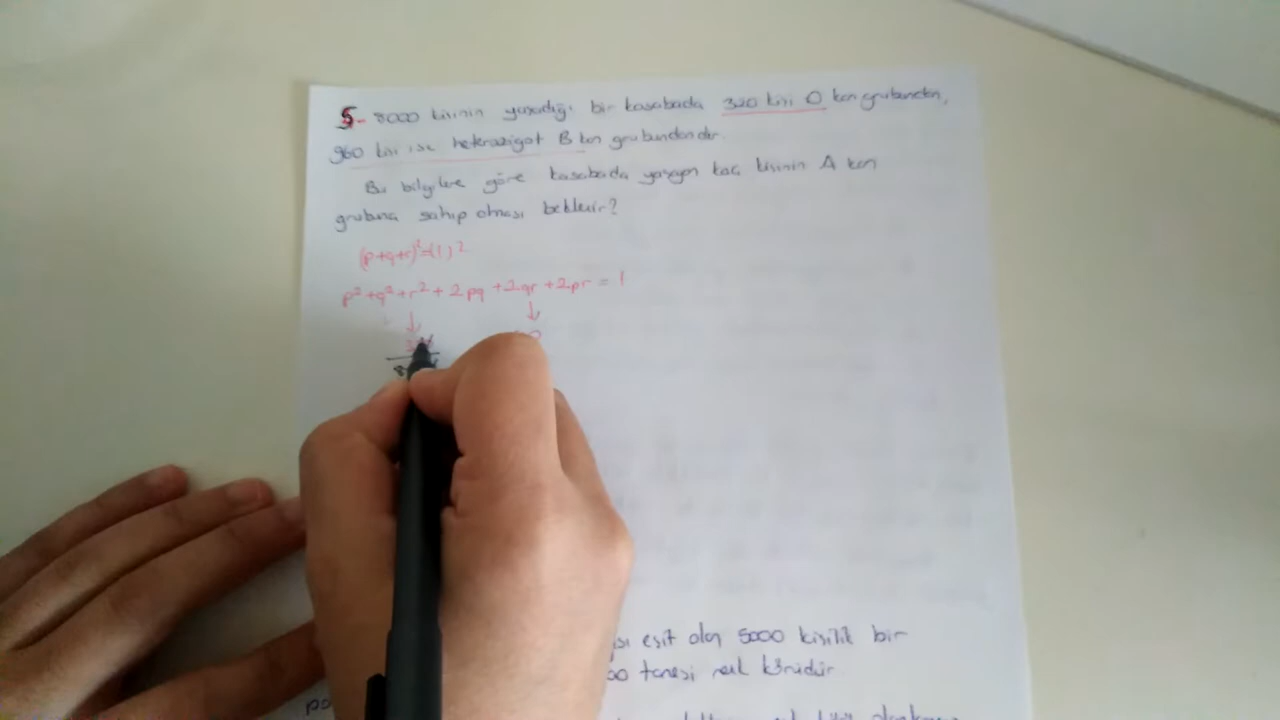 5- 8000 kişinin yaşadığı bir kasabada 320 kişi O kan grubundan,
960 kişi ise heterozigot B kan grubundandır.
Bu bilgilere göre kasabada yaşayan kaç kişinin A kan
grubuna sahip olması beklenir?
(p+q+r)²=(1)²
p²+q²+r²+2pq+2qr+2pr = 1
eşit olan 5000 kişilik bir
tanesi renk körüdür